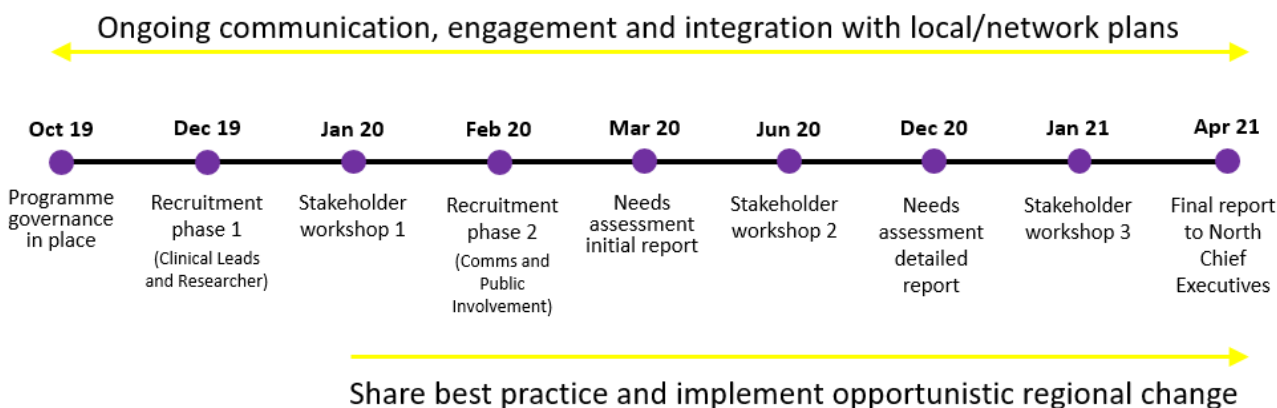 Ongoing communication, engagement and integration with local/network plans
Oct 19
Dec 19
Jan 20
Feb 20
Mar 20
Jun 20
Dec 20
Jan 21
Apr 21
Programme
governance
in place
Recruitment
phase 1
(Clinical Leads
and Researcher)
Stakeholder
workshop 1
Recruitment
phase 2
(Comms and
Public
Involvement)
Needs
assessment
initial report
Stakeholder
workshop 2
Needs
assessment
detailed
report
Stakeholder
workshop 3
Final report
to North
Chief
Executives
Share best practice and implement opportunistic regional change